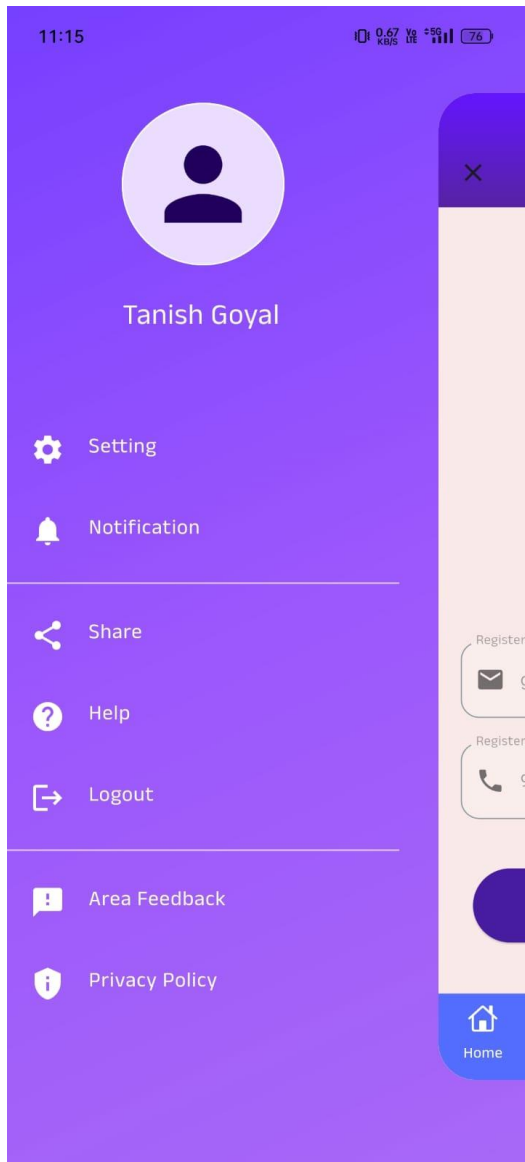 11:15
0.67 KB/S Vo LTE 5G 76
Tanish Goyal
Setting
Notification
Share
Help
Logout
Area Feedback
Privacy Policy
Register
g
Register
9
Home